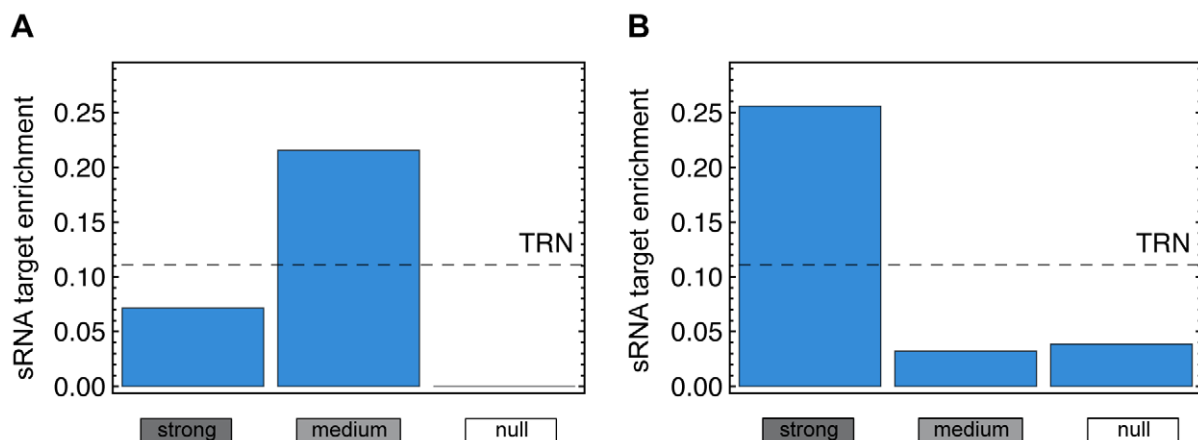 A
B
sRNA target enrichment
0.25
0.20
0.15
0.10
0.05
0.00
TRN
strong
medium
null
sRNA target enrichment
0.25
0.20
0.15
0.10
0.05
0.00
TRN
strong
medium
null